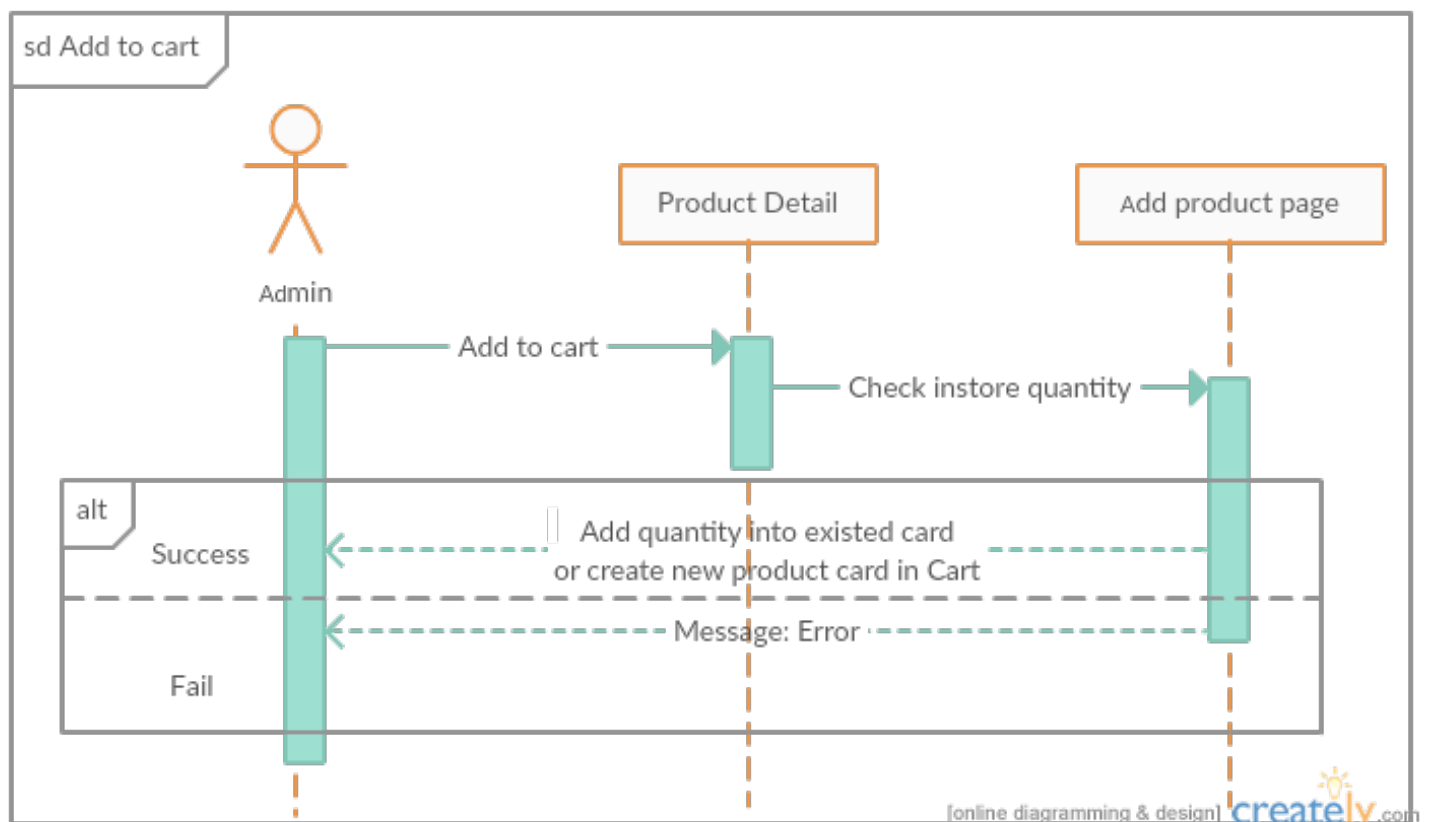 sd Add to cart
Product Detail
Add product page
Admin
Add to cart
Check instore quantity
alt
Success
Add quantity into existed card
or create new product card in Cart
Message: Error
Fail
[online diagramming & design] creately.com